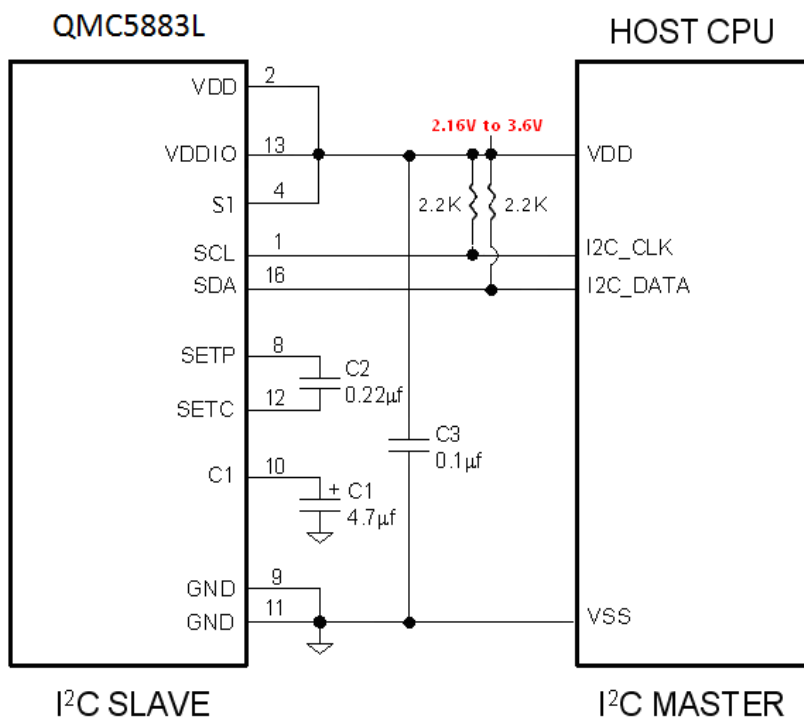 QMC5883L
HOST CPU
VDD 2
2.16V to 3.6V
VDDIO 13
VDD
S1 4
2.2K 2.2K
SCL 1
I2C_CLK
SDA 16
I2C_DATA
SETP 8
C2
0.22µf
SETC 12
C3
0.1µf
C1 10
+ C1
4.7µf
GND 9
GND 11
VSS
I²C SLAVE
I²C MASTER